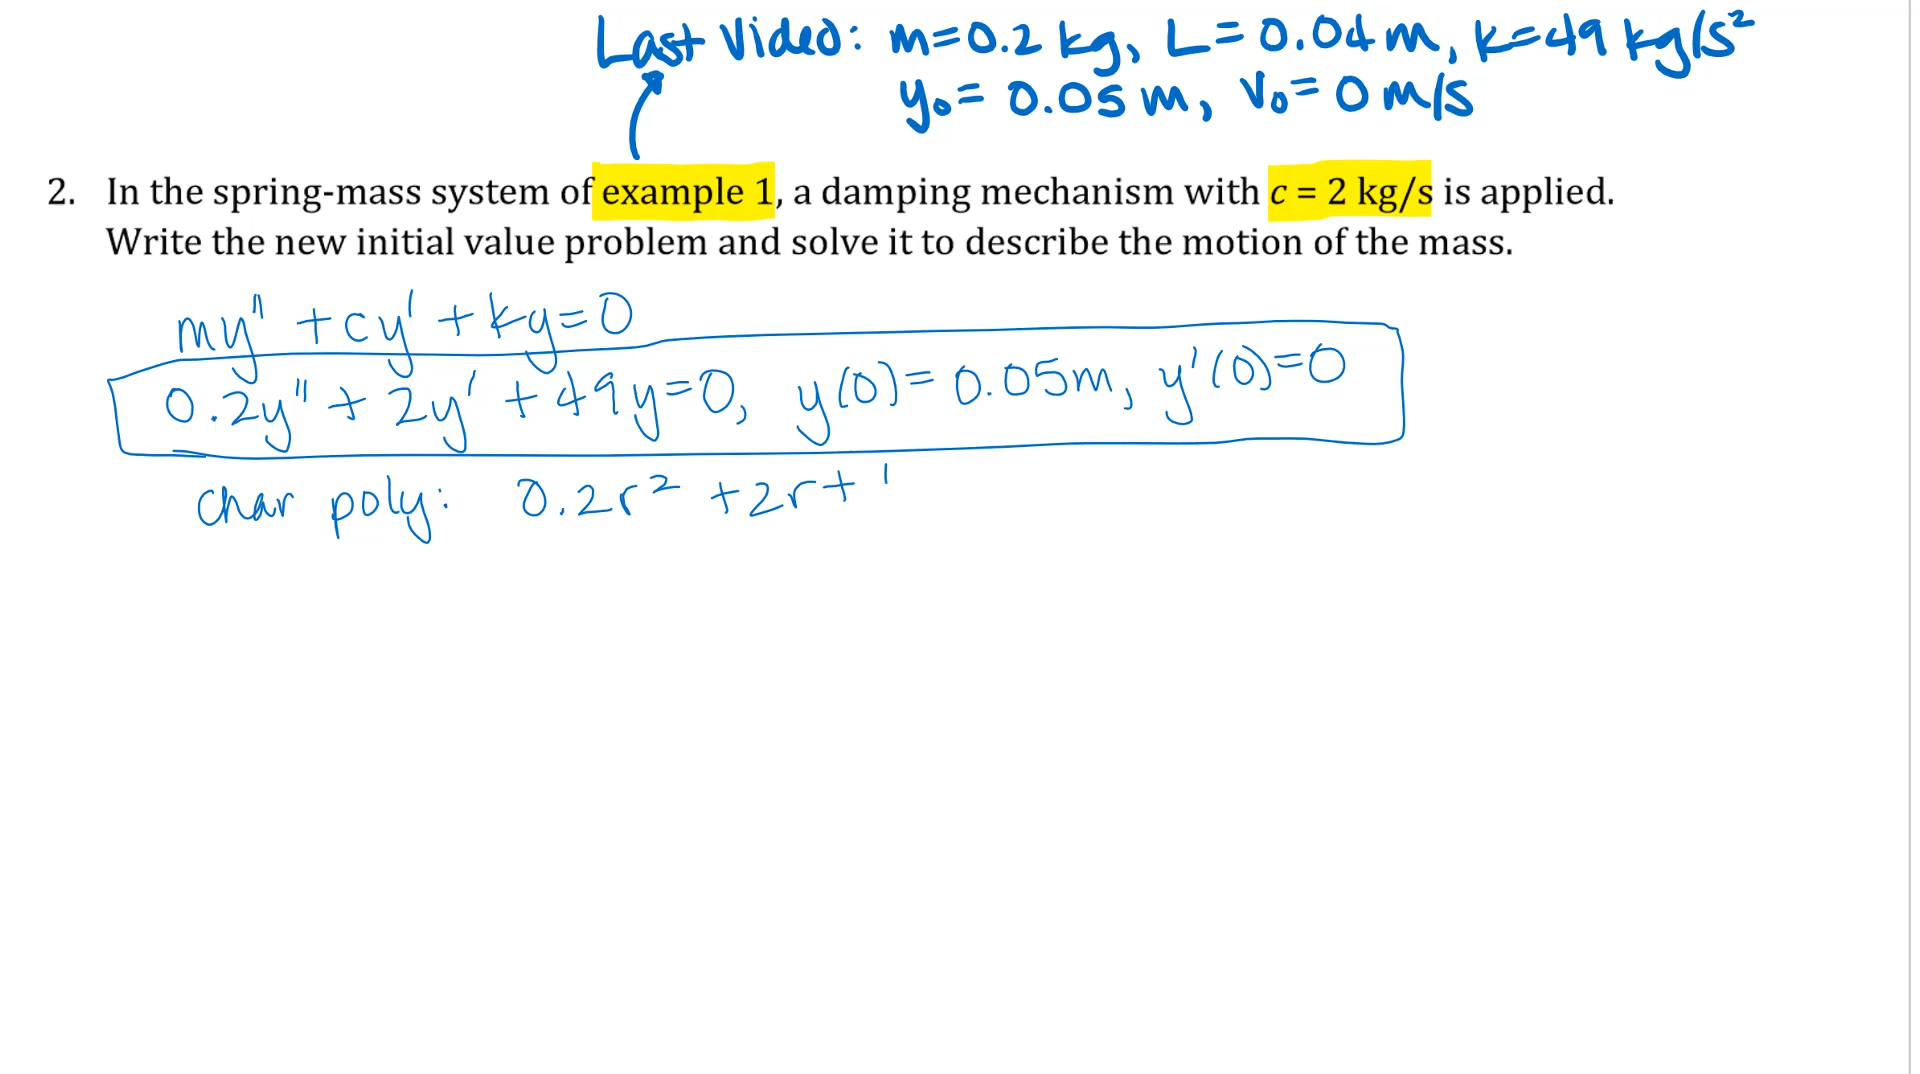 Last Video: m=0.2 kg, L=0.04m, k=49 kg/s²
y₀= 0.05 m, v₀=0 m/s
2. In the spring-mass system of example 1, a damping mechanism with c = 2 kg/s is applied.
Write the new initial value problem and solve it to describe the motion of the mass.
my" +cy' +ky=0
0.2y" + 2y' +49y=0, y(0)= 0.05m, y'(0)=0
char poly: 0.2r² +2r+